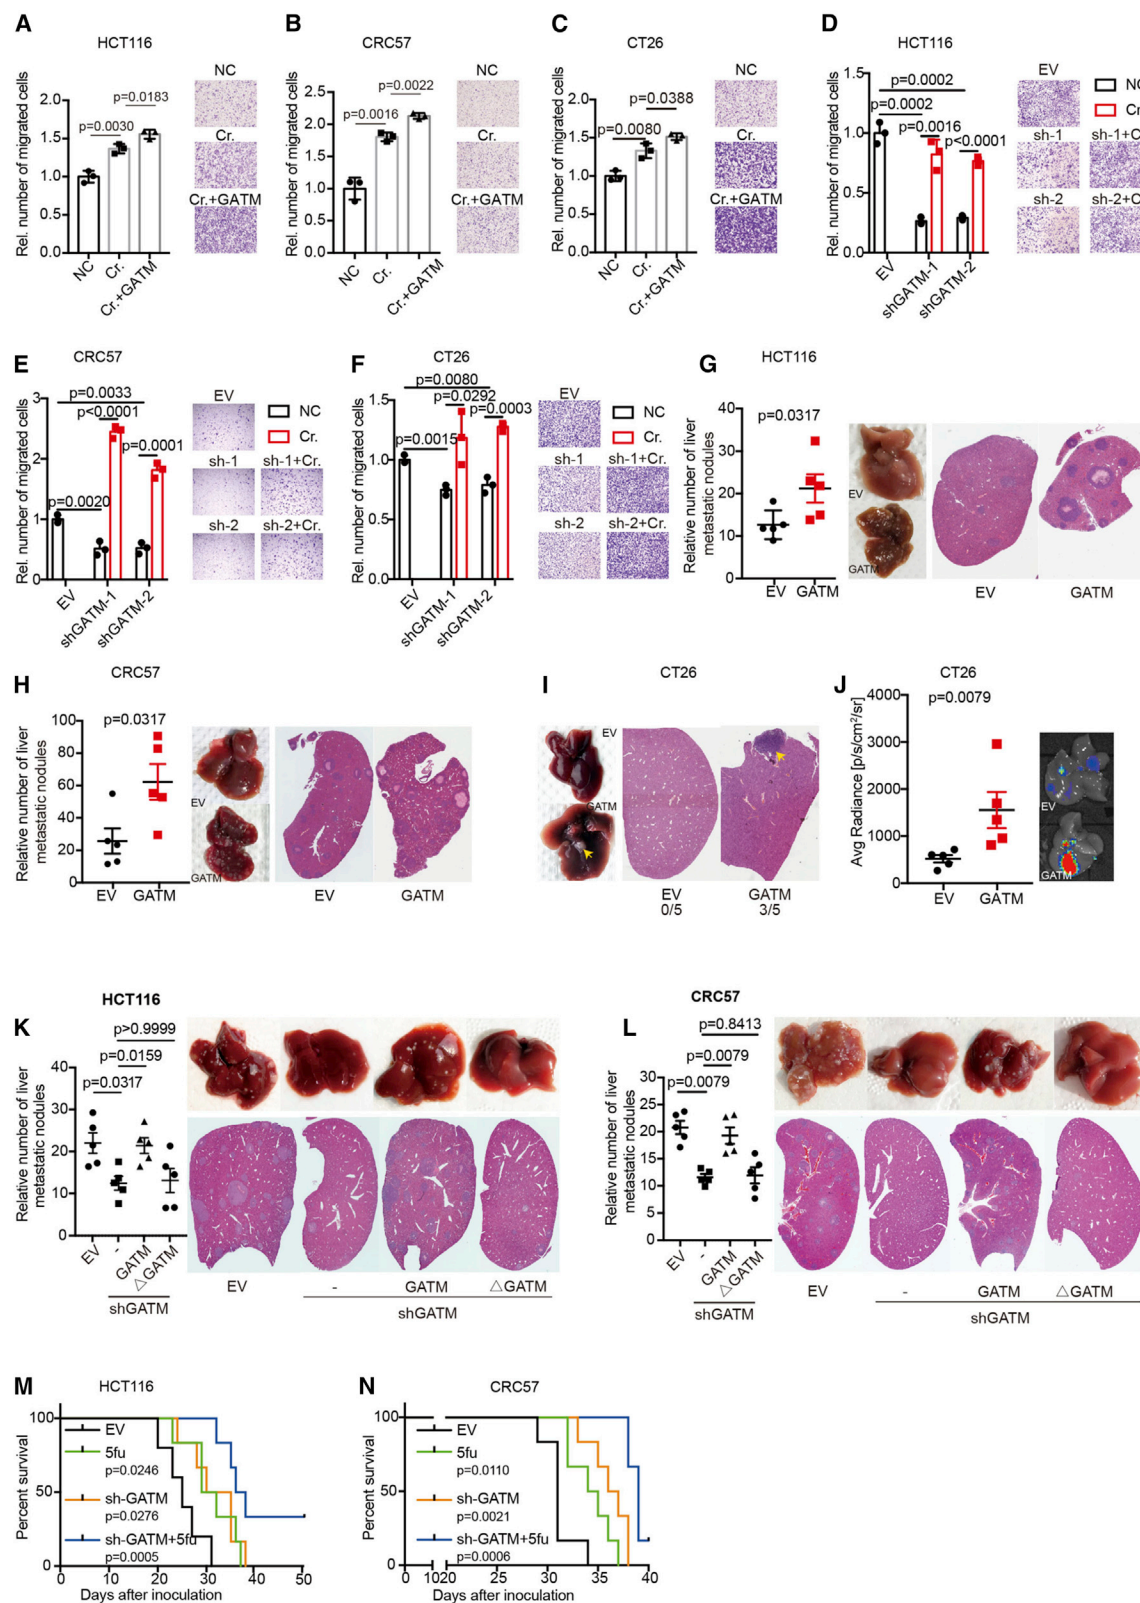 A
HCT116
Rel. number of migrated cells
2.0
1.5
1.0
0.5
0.0
p=0.0183
p=0.0030
NC
Cr.
Cr.+GATM
NC
Cr.
Cr.+GATM
B
CRC57
Rel. number of migrated cells
2.5
2.0
1.5
1.0
0.5
0.0
p=0.0022
p=0.0016
NC
Cr.
Cr.+GATM
NC
Cr.
Cr.+GATM
C
CT26
Rel. number of migrated cells
2.0
1.5
1.0
0.5
0.0
p=0.0388
p=0.0080
NC
Cr.
Cr.+GATM
NC
Cr.
Cr.+GATM
D
HCT116
Rel. number of migrated cells
1.5
1.0
0.5
0.0
p=0.0002
p=0.0002
p=0.0016
p<0.0001
EV
shGATM-1
shGATM-2
EV
NC
Cr.
sh-1
sh-1+Cr.
sh-2
sh-2+Cr.
E
CRC57
Rel. number of migrated cells
3
2
1
0
p=0.0033
p<0.0001
p=0.0001
p=0.0020
EV
shGATM-1
shGATM-2
EV
NC
Cr.
sh-1
sh-1+Cr.
sh-2
sh-2+Cr.
F
CT26
Rel. number of migrated cells
1.5
1.0
0.5
0.0
p=0.0080
p=0.0292
p=0.0003
p=0.0015
EV
shGATM-1
shGATM-2
EV
NC
Cr.
sh-1
sh-1+Cr.
sh-2
sh-2+Cr.
G
HCT116
Relative number of liver
metastatic nodules
40
30
20
10
0
p=0.0317
EV
GATM
EV
GATM
EV
GATM
H
CRC57
Relative number of liver
metastatic nodules
100
80
60
40
20
0
p=0.0317
EV
GATM
EV
GATM
EV
GATM
I
CT26
EV
GATM
EV
0/5
GATM
3/5
J
CT26
Avg Radiance [p/s/cm²/sr]
4000
3000
2000
1000
0
p=0.0079
EV
GATM
EV
GATM
K
HCT116
Relative number of liver
metastatic nodules
40
30
20
10
0
p>0.9999
p=0.0159
p=0.0317
EV
-
GATM
△GATM
shGATM
EV
-
GATM
△GATM
shGATM
L
CRC57
Relative number of liver
metastatic nodules
30
25
20
15
10
5
0
p=0.8413
p=0.0079
p=0.0079
EV
-
GATM
△GATM
shGATM
EV
-
GATM
△GATM
shGATM
M
HCT116
Percent survival
100
50
0
EV
5fu
p=0.0246
sh-GATM
p=0.0276
sh-GATM+5fu
p=0.0005
0 10 20 30 40 50
Days after inoculation
N
CRC57
Percent survival
100
50
0
EV
5fu
p=0.0110
sh-GATM
p=0.0021
sh-GATM+5fu
p=0.0006
0 10 20 25 30 35 40
Days after inoculation